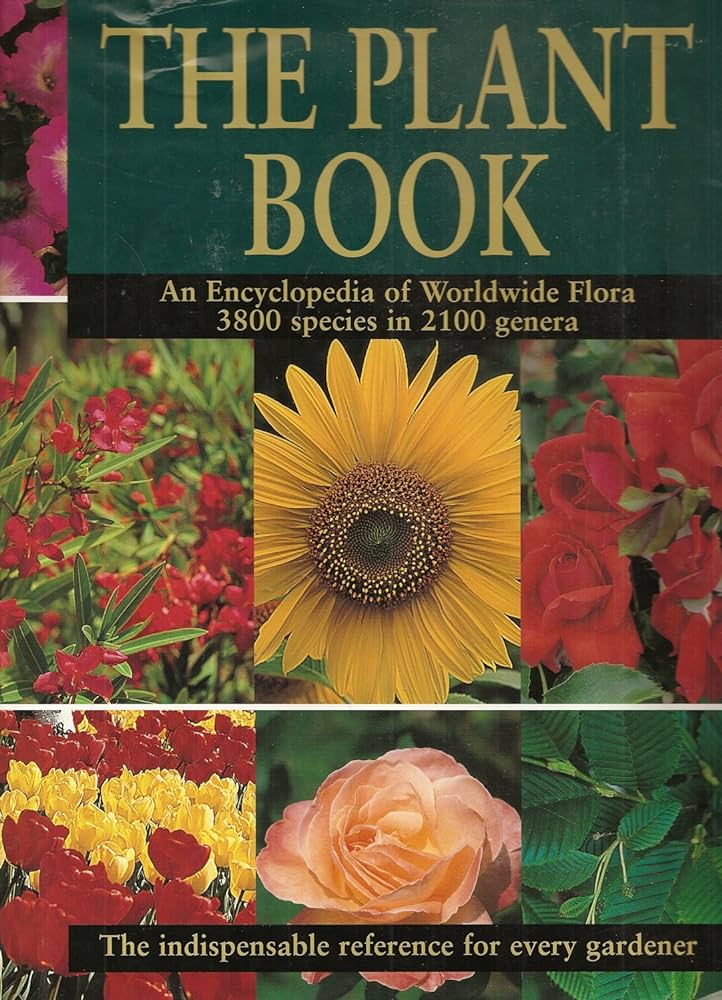 THE PLANT
BOOK
An Encyclopedia of Worldwide Flora
3800 species in 2100 genera
The indispensable reference for every gardener